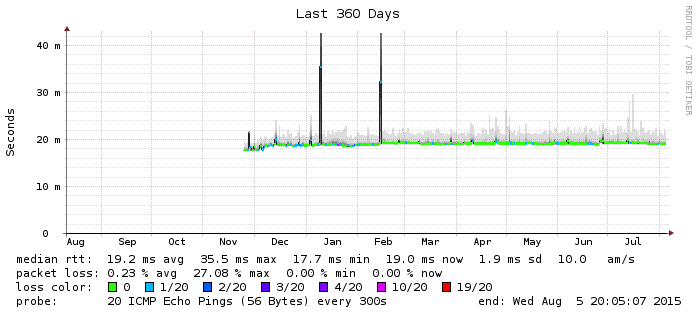 Last 360 Days
RRDTOOL / TOBI OETIKER
Seconds
40 m
30 m
20 m
10 m
0
Aug Sep Oct Nov Dec Jan Feb Mar Apr May Jun Jul
median rtt: 19.2 ms avg 35.5 ms max 17.7 ms min 19.0 ms now 1.9 ms sd 10.0 am/s
packet loss: 0.23 % avg 27.08 % max 0.00 % min 0.00 % now
loss color: 0 1/20 2/20 3/20 4/20 10/20 19/20
probe: 20 ICMP Echo Pings (56 Bytes) every 300s end: Wed Aug 5 20:05:07 2015